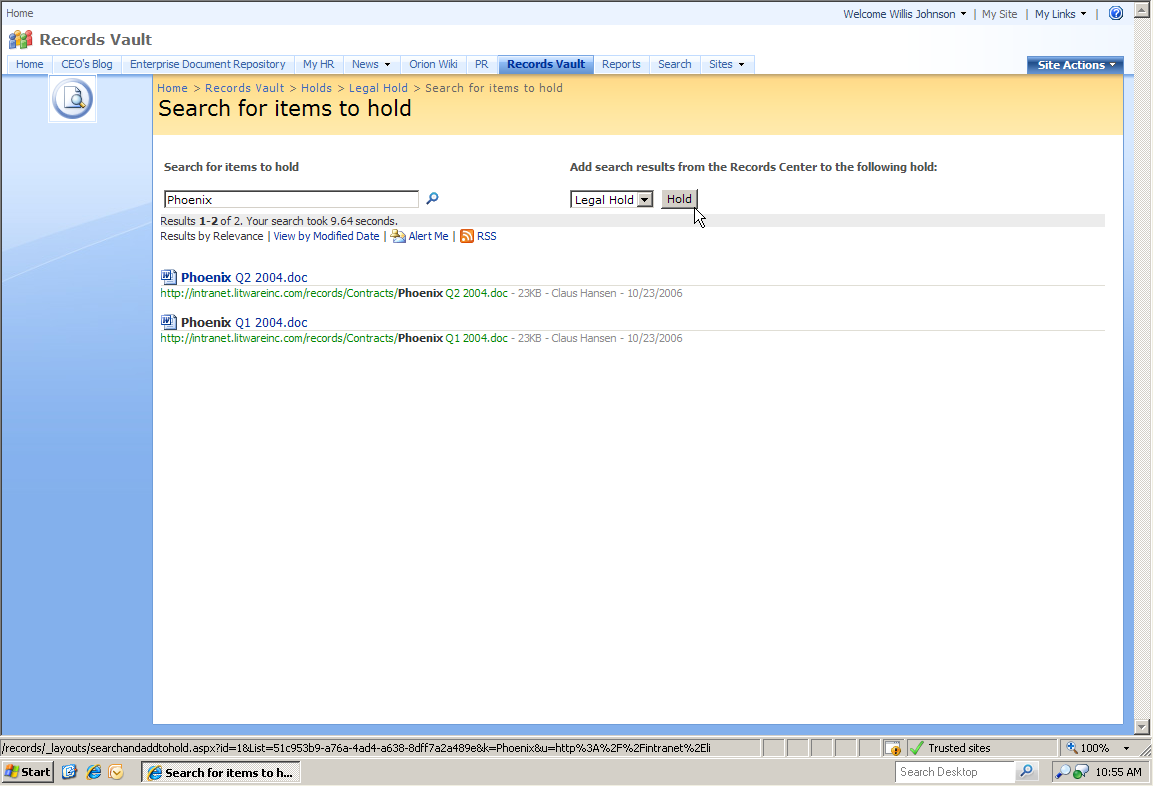 Home
Welcome Willis Johnson | My Site | My Links |
Records Vault
Home CEO's Blog Enterprise Document Repository My HR News Orion Wiki PR Records Vault Reports Search Sites Site Actions
Home > Records Vault > Holds > Legal Hold > Search for items to hold
Search for items to hold
Search for items to hold Add search results from the Records Center to the following hold:
Phoenix Legal Hold Hold
Results 1-2 of 2. Your search took 9.64 seconds.
Results by Relevance | View by Modified Date | Alert Me | RSS
Phoenix Q2 2004.doc
http://intranet.litwareinc.com/records/Contracts/Phoenix Q2 2004.doc - 23KB - Claus Hansen - 10/23/2006
Phoenix Q1 2004.doc
http://intranet.litwareinc.com/records/Contracts/Phoenix Q1 2004.doc - 23KB - Claus Hansen - 10/23/2006
/records/_layouts/searchandaddtohold.aspx?id=1&List=51c953b9-a76a-4ad4-a638-8dff7a2a489e&k=Phoenix&u=http%3A%2F%2Fintranet%2Eli Trusted sites 100%
Start Search for items to h... Search Desktop 10:55 AM